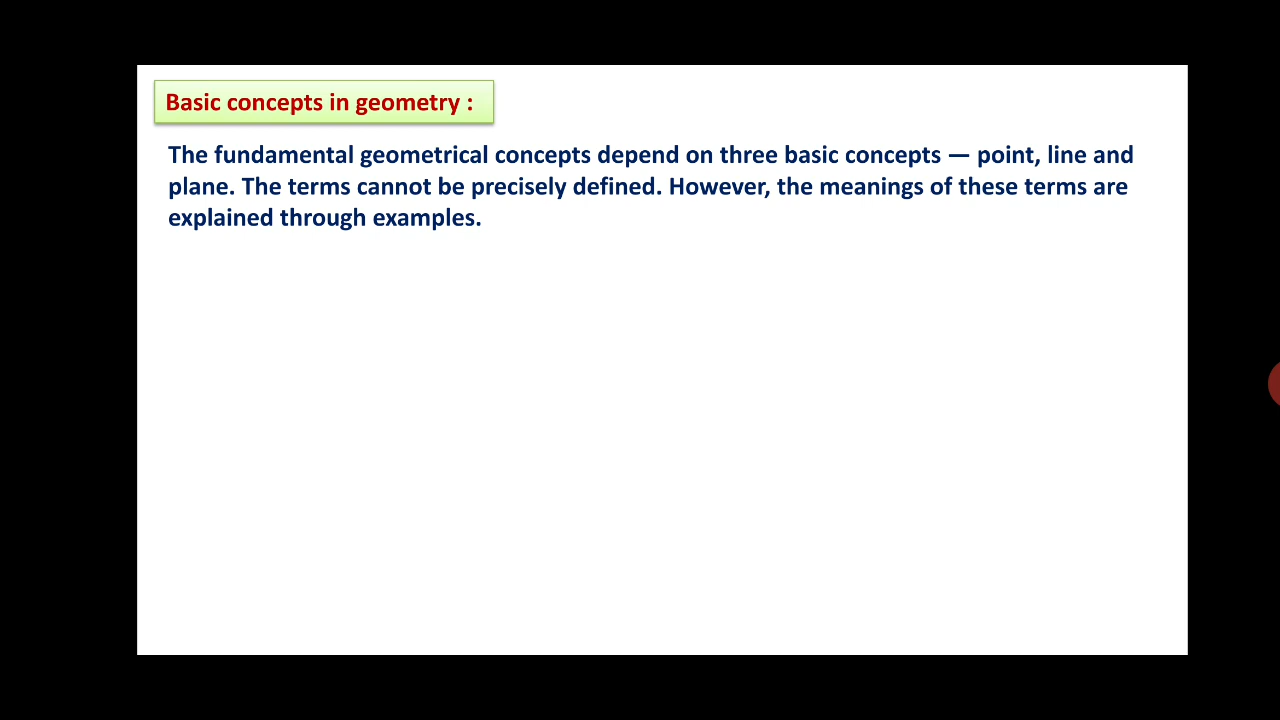 Basic concepts in geometry :
The fundamental geometrical concepts depend on three basic concepts — point, line and
plane. The terms cannot be precisely defined. However, the meanings of these terms are
explained through examples.